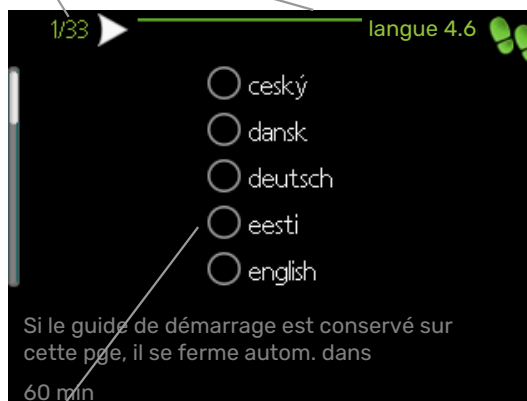 1/33 langue 4.6
ceský
dansk
deutsch
eesti
english
Si le guide de démarrage est conservé sur
cette pge, il se ferme autom. dans
60 min